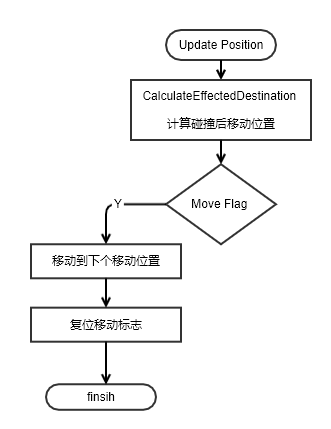 Update Position
CalculateEffectedDestination
计算碰撞后移动位置
Move Flag
Y
移动到下个移动位置
复位移动标志
finsih